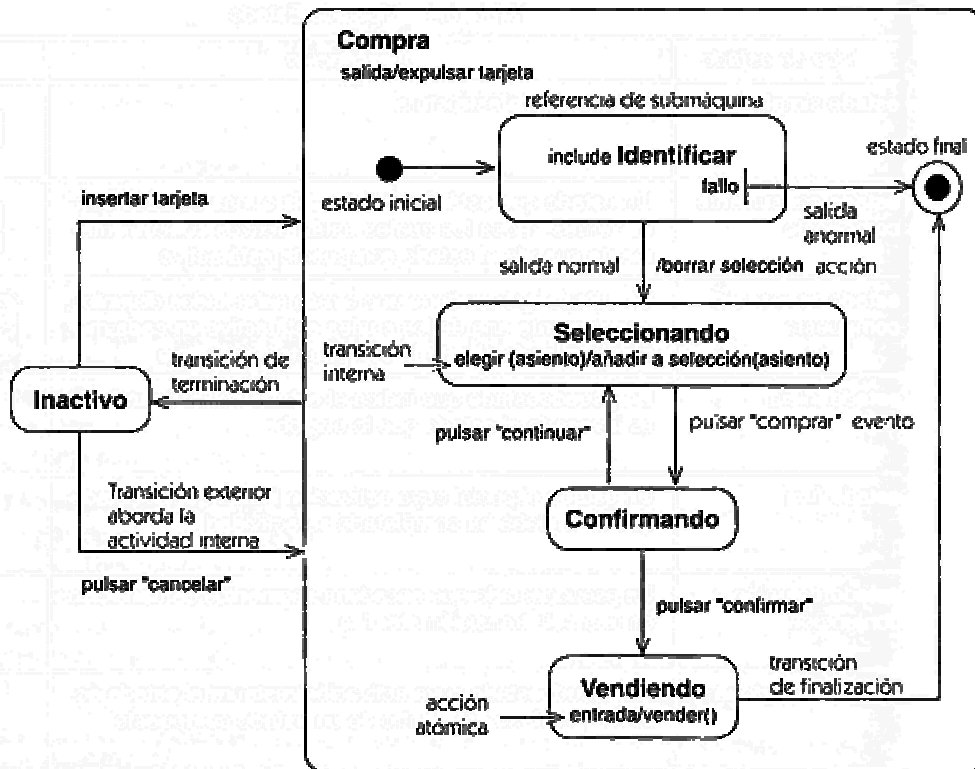 Compra
salida/expulsar tarjeta
referencia de submáquina
include Identificar
fallo
estado final
estado inicial
insertar tarjeta
salida
anormal
salida normal
/borrar selección acción
Seleccionando
elegir (asiento)/añadir a selección(asiento)
transición
interna
transición de
terminación
Inactivo
pulsar "continuar"
pulsar "comprar" evento
Transición exterior
aborda la
actividad interna
pulsar "cancelar"
Confirmando
pulsar "confirmar"
Vendiendo
entrada/vender()
transición
de finalización
acción
atómica